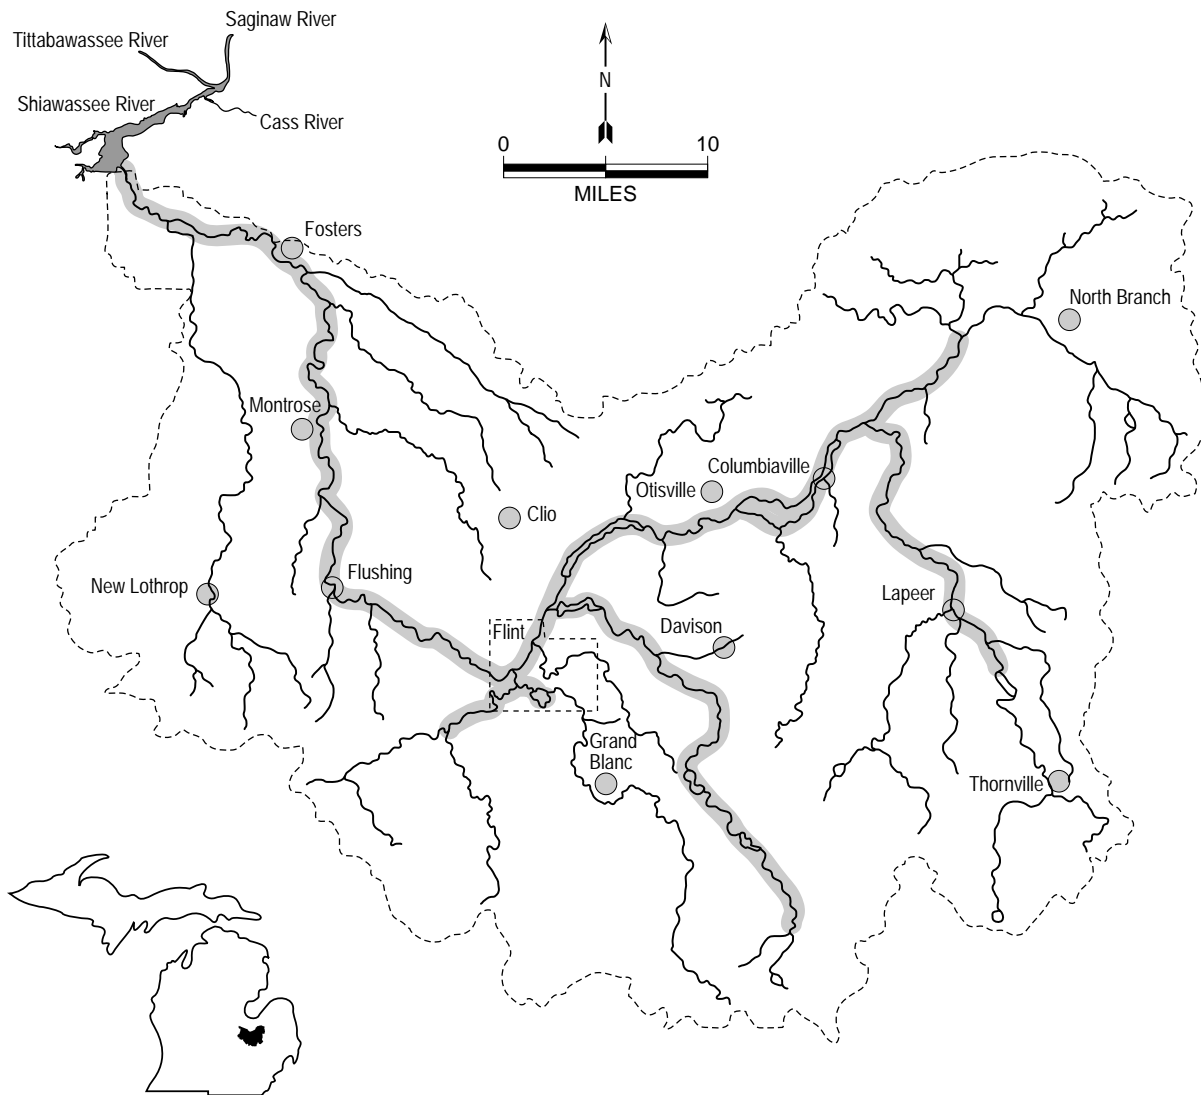 Saginaw River
Tittabawassee River
Shiawassee River
Cass River
N
0 10
MILES
Fosters
North Branch
Montrose
Columbiaville
Otisville
Clio
New Lothrop
Flushing
Lapeer
Flint
Davison
Grand
Blanc
Thornville